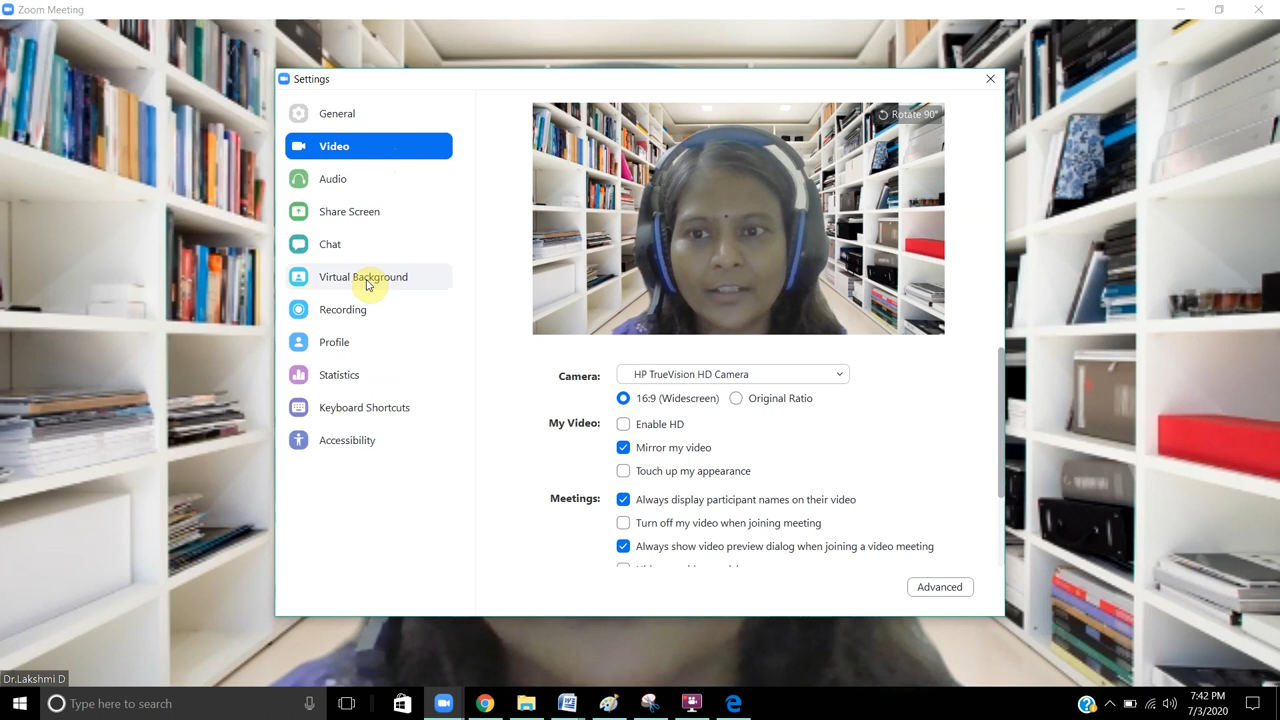 Zoom Meeting
Settings
General
Video
Audio
Share Screen
Chat
Virtual Background
Recording
Profile
Statistics
Keyboard Shortcuts
Accessibility
Rotate 90°
Camera:
HP TrueVision HD Camera
16:9 (Widescreen)
Original Ratio
My Video:
Enable HD
Mirror my video
Touch up my appearance
Meetings:
Always display participant names on their video
Turn off my video when joining meeting
Always show video preview dialog when joining a video meeting
Advanced
Dr.Lakshmi D
Type here to search
7:42 PM
7/3/2020